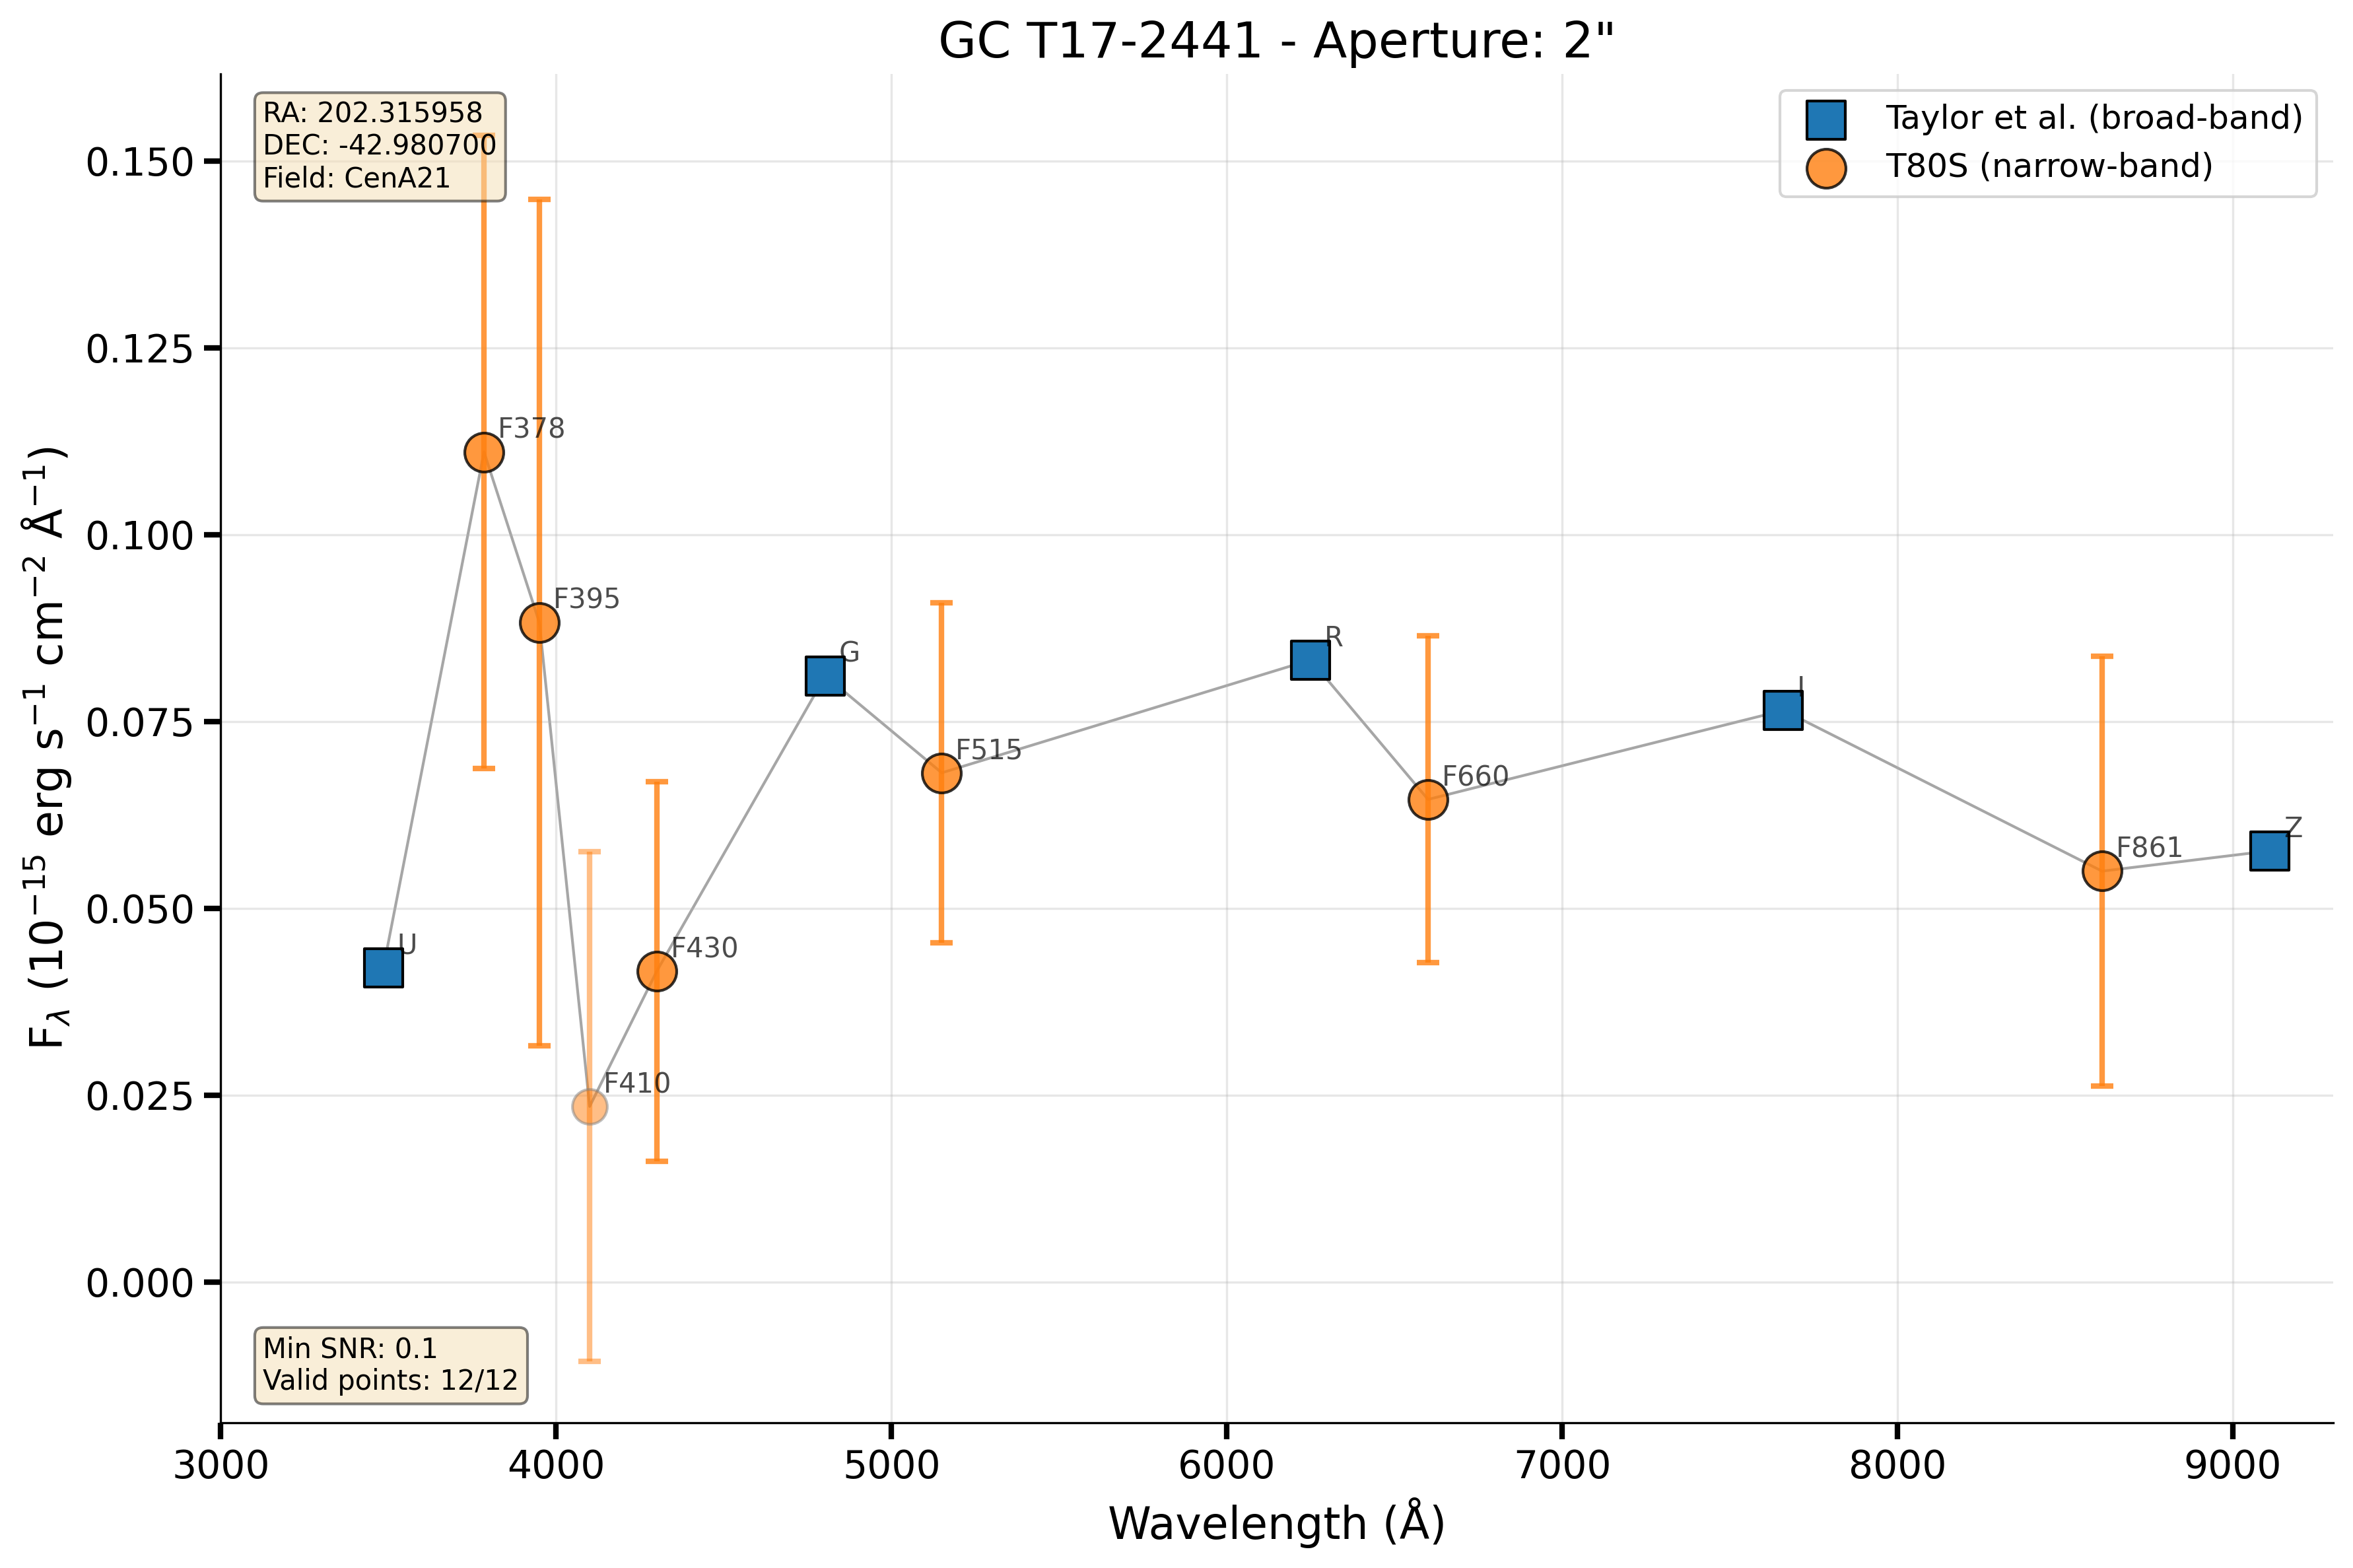 GC T17-2441 - Aperture: 2"
RA: 202.315958
DEC: -42.980700
Field: CenA21
Taylor et al. (broad-band)
T80S (narrow-band)
0.150
0.125
0.100
0.075
0.050
0.025
0.000
F378
F395
G
R
I
F515
F660
Z
F861
U
F430
F410
Min SNR: 0.1
Valid points: 12/12
3000 4000 5000 6000 7000 8000 9000
Wavelength (Å)
F_λ (10⁻¹⁵ erg s⁻¹ cm⁻² Å⁻¹)